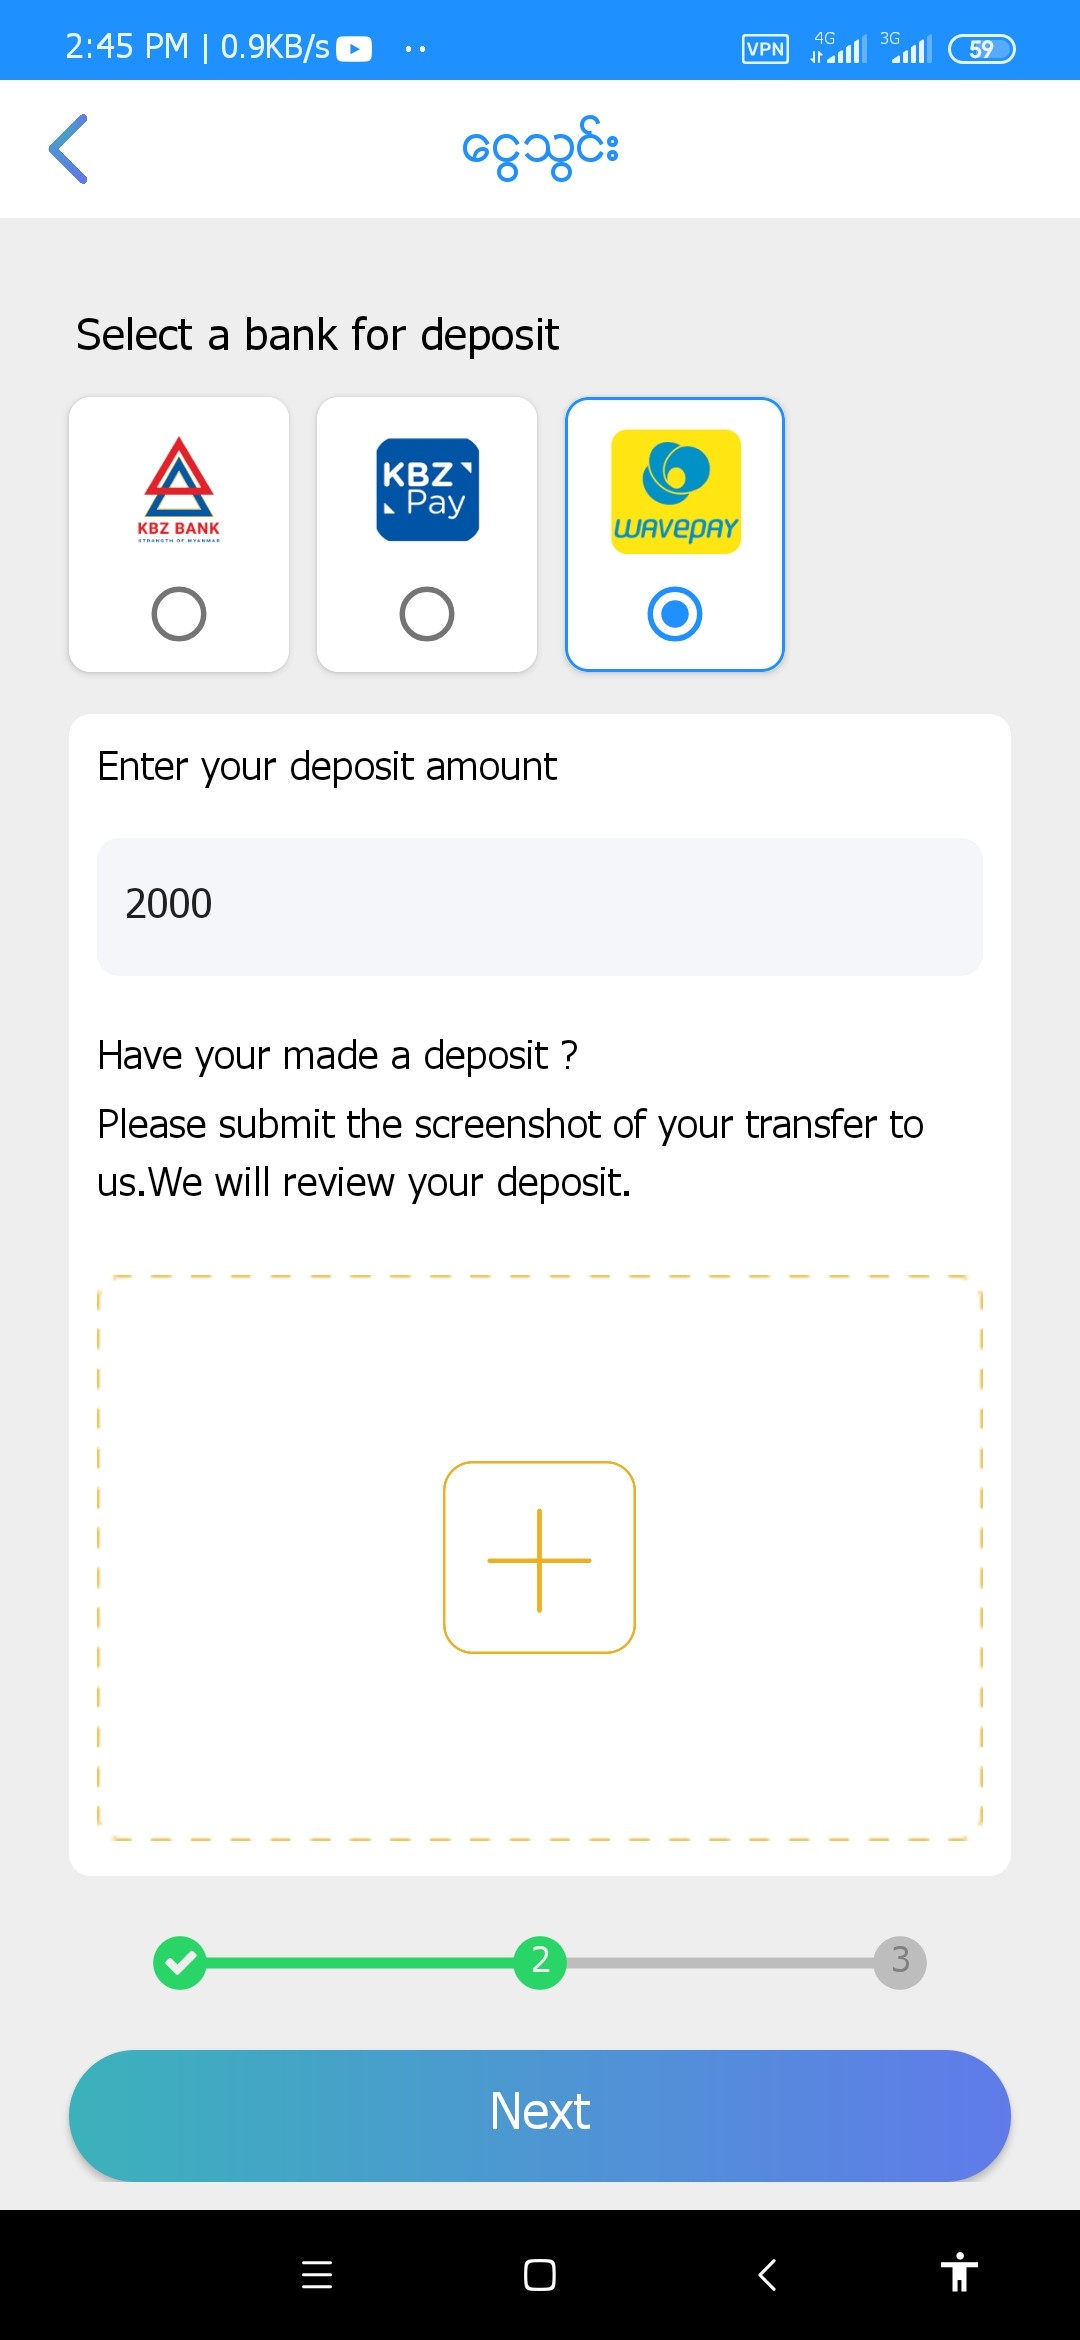 2:45 PM | 0.9KB/s
VPN
4G
3G
59
ငွေသွင်း
Select a bank for deposit
KBZ BANK
STRENGTH OF MYANMAR
KBZ
Pay
WAVEPAY
Enter your deposit amount
2000
Have your made a deposit ?
Please submit the screenshot of your transfer to
us.We will review your deposit.
2
3
Next